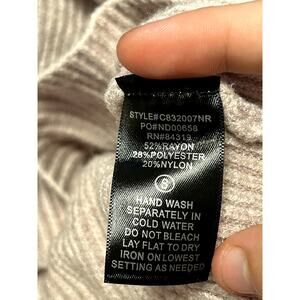 STYLE#C832007NR
PO#ND00658
RN#84319
52%RAYON
28%POLYESTER
20%NYLON
S
HAND WASH
SEPARATELY IN
COLD WATER
DO NOT BLEACH
LAY FLAT TO DRY
IRON ON LOWEST
SETTING AS NEEDED